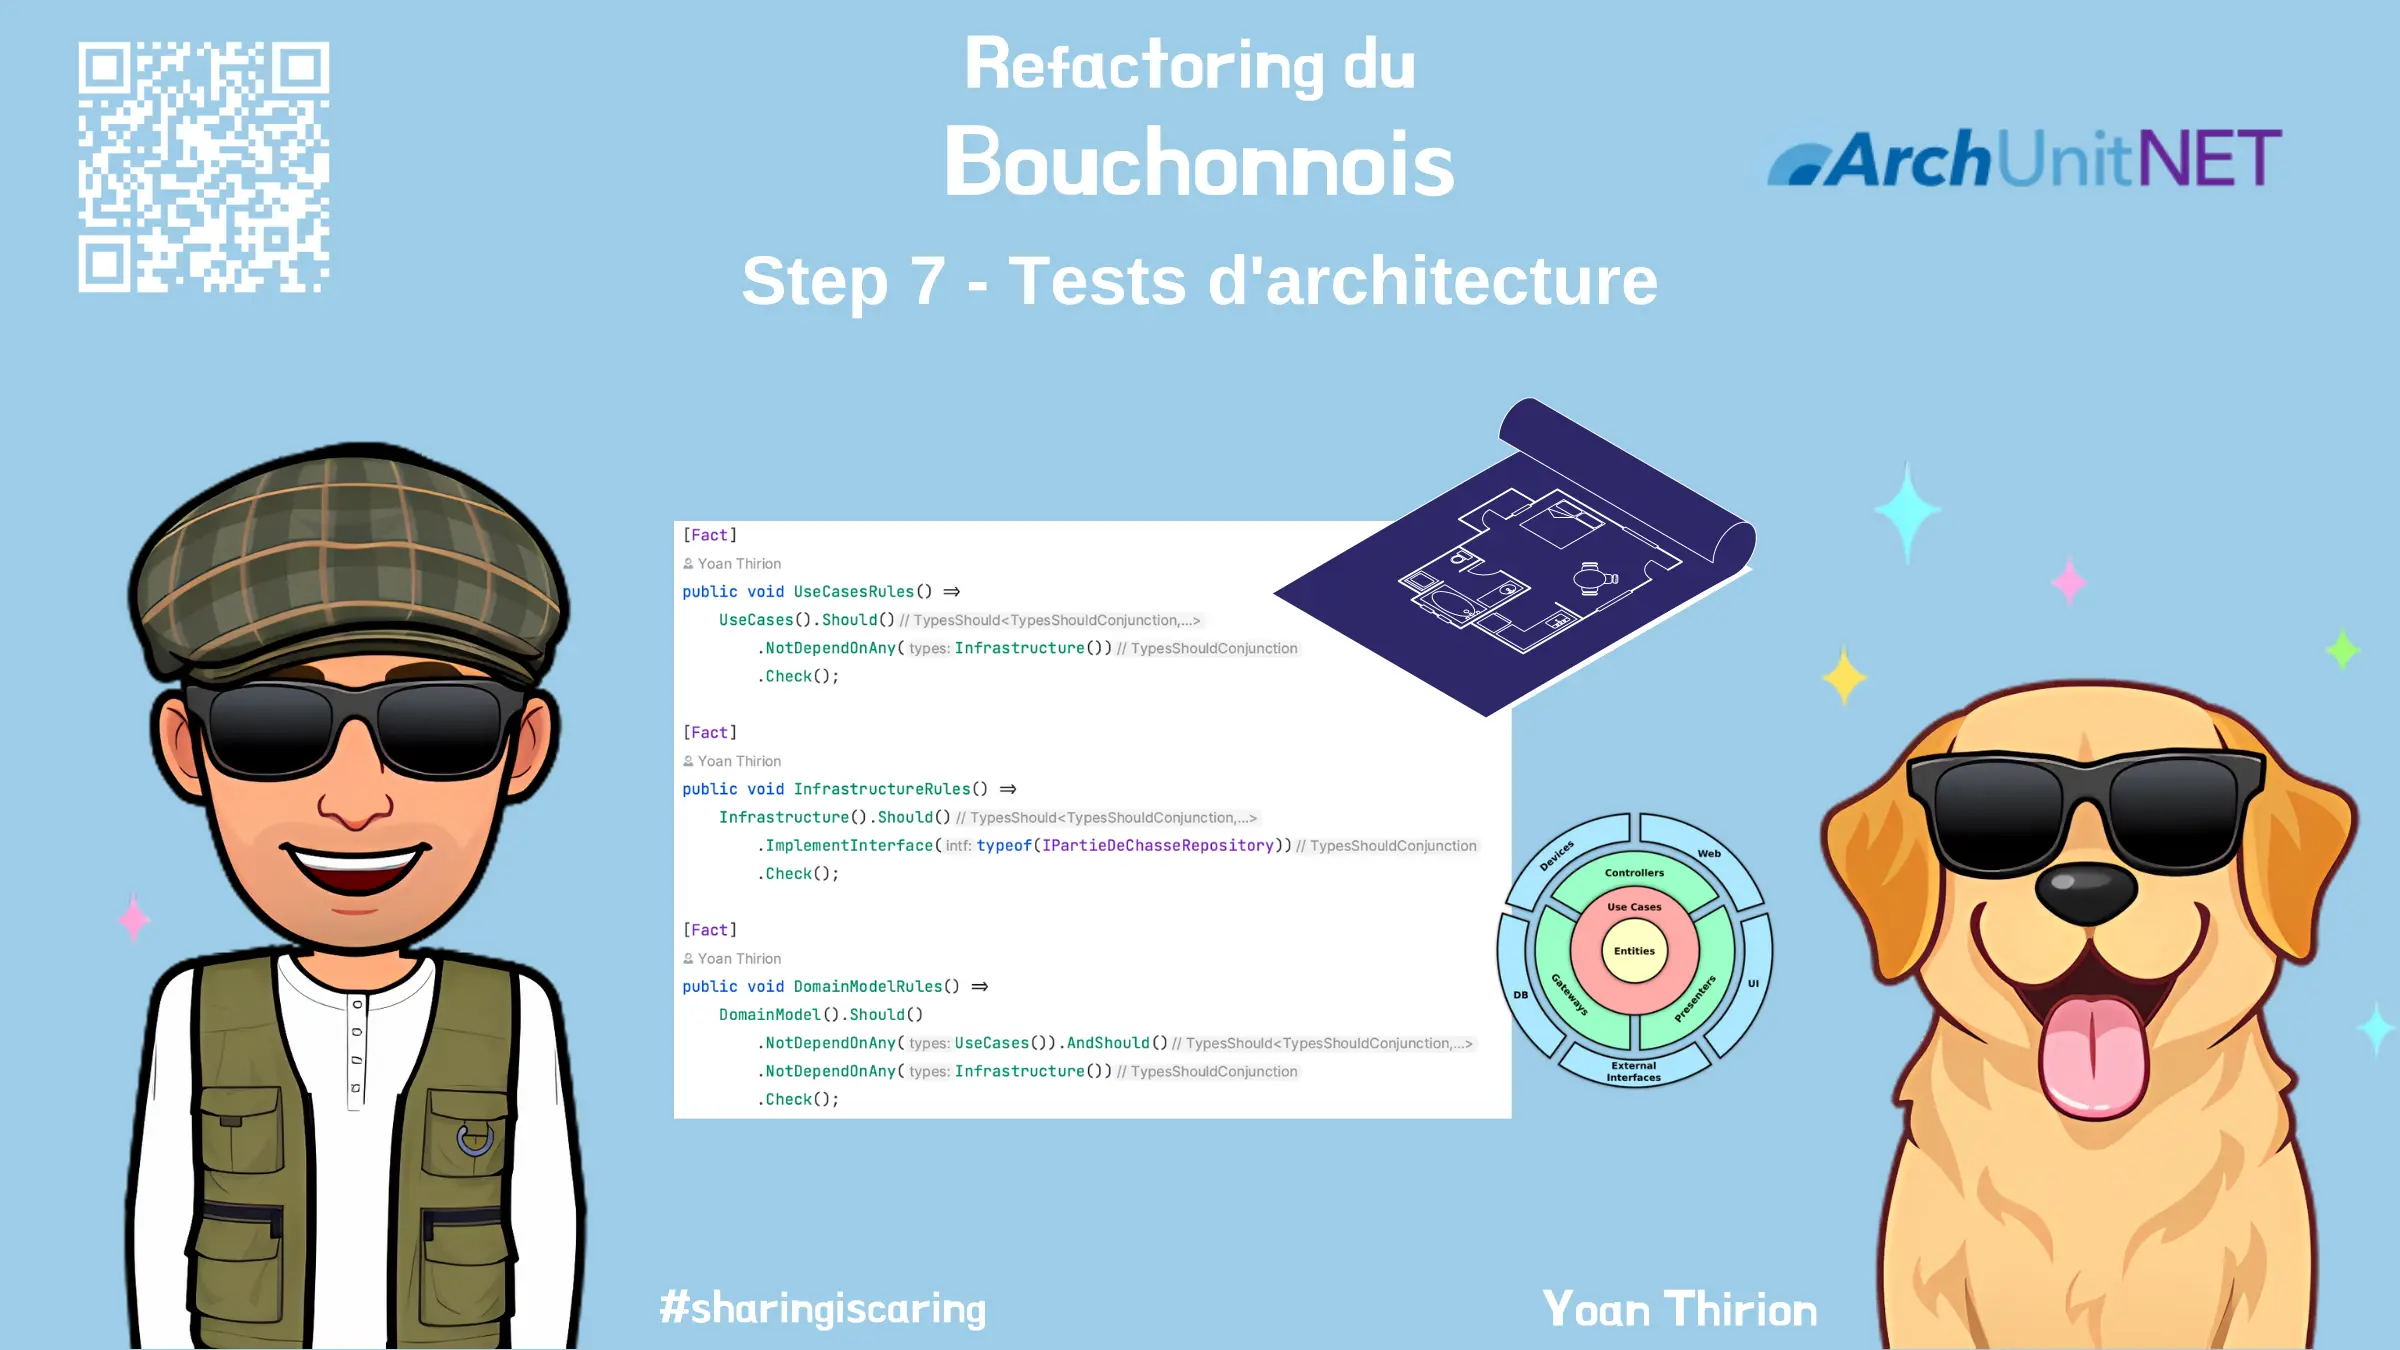 Refactoring du
Bouchonnois
ArchUnitNET
Step 7 - Tests d'architecture
[Fact]
Yoan Thirion
public void UseCasesRules() =>
UseCases().Should() // TypesShould<TypesShouldConjunction,...>
.NotDependOnAny( types: Infrastructure()) // TypesShouldConjunction
.Check();
[Fact]
Yoan Thirion
public void InfrastructureRules() =>
Infrastructure().Should() // TypesShould<TypesShouldConjunction,...>
.ImplementInterface( intf: typeof(IPartieDeChasseRepository)) // TypesShouldConjunction
.Check();
[Fact]
Yoan Thirion
public void DomainModelRules() =>
DomainModel().Should()
.NotDependOnAny( types: UseCases()).AndShould() // TypesShould<TypesShouldConjunction,...>
.NotDependOnAny( types: Infrastructure()) // TypesShouldConjunction
.Check();
Devices
Web
Controllers
Use Cases
Entities
DB
Gateways
Presenters
UI
External
Interfaces
#sharingiscaring
Yoan Thirion